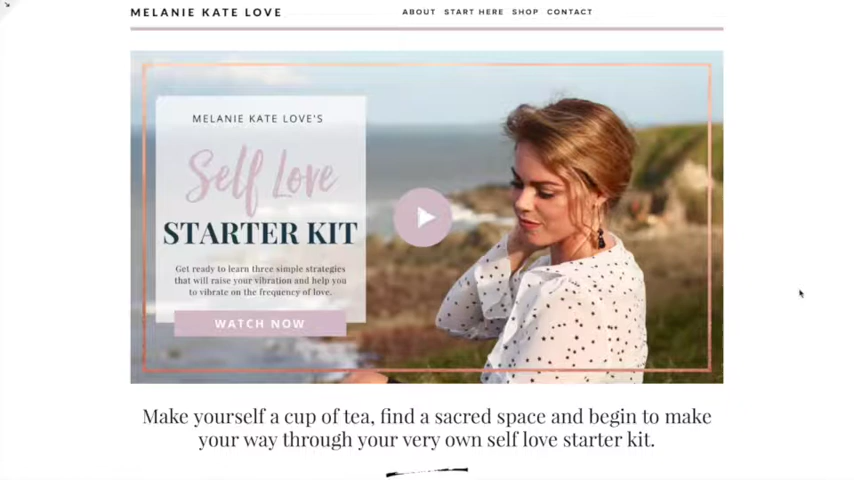 MELANIE KATE LOVE
ABOUT START HERE SHOP CONTACT
MELANIE KATE LOVE'S
Self Love
STARTER KIT
Get ready to learn three simple strategies
that will raise your vibration and help you
to vibrate on the frequency of love.
WATCH NOW
Make yourself a cup of tea, find a sacred space and begin to make
your way through your very own self love starter kit.